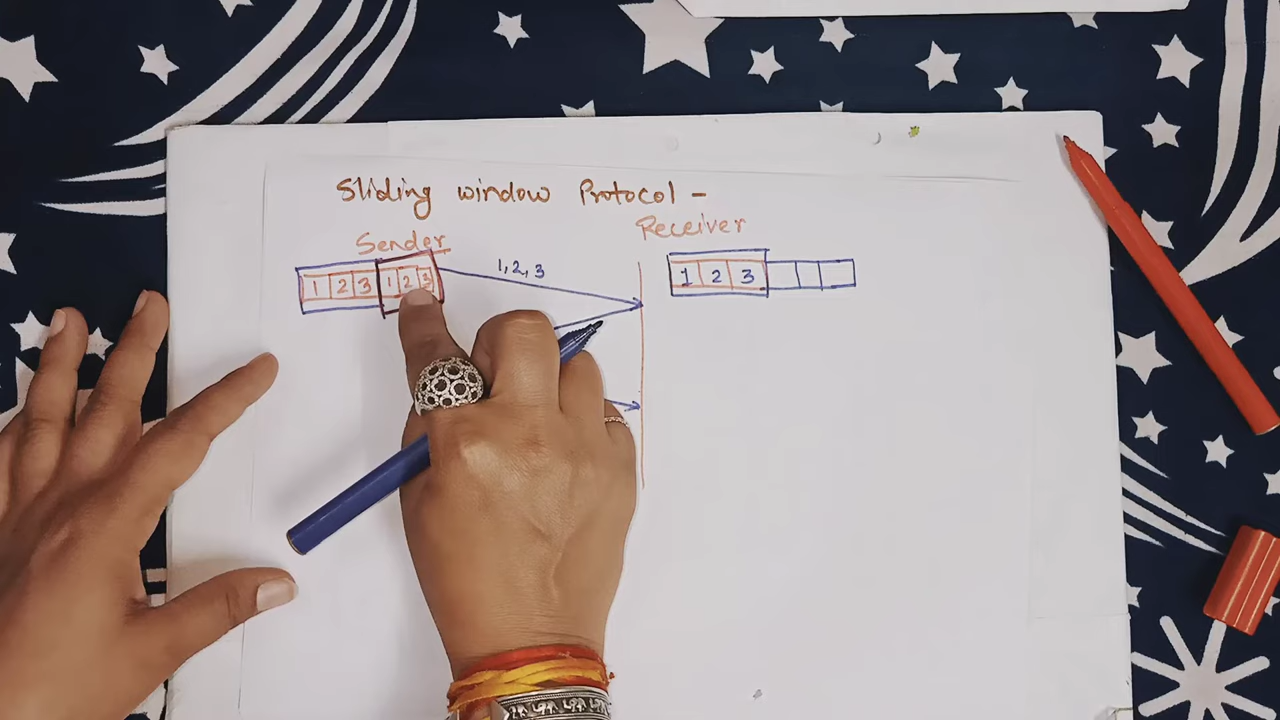 Sliding window Protocol -
Receiver
Sender
1,2,3
1 2 3 1 2 3
1 2 3